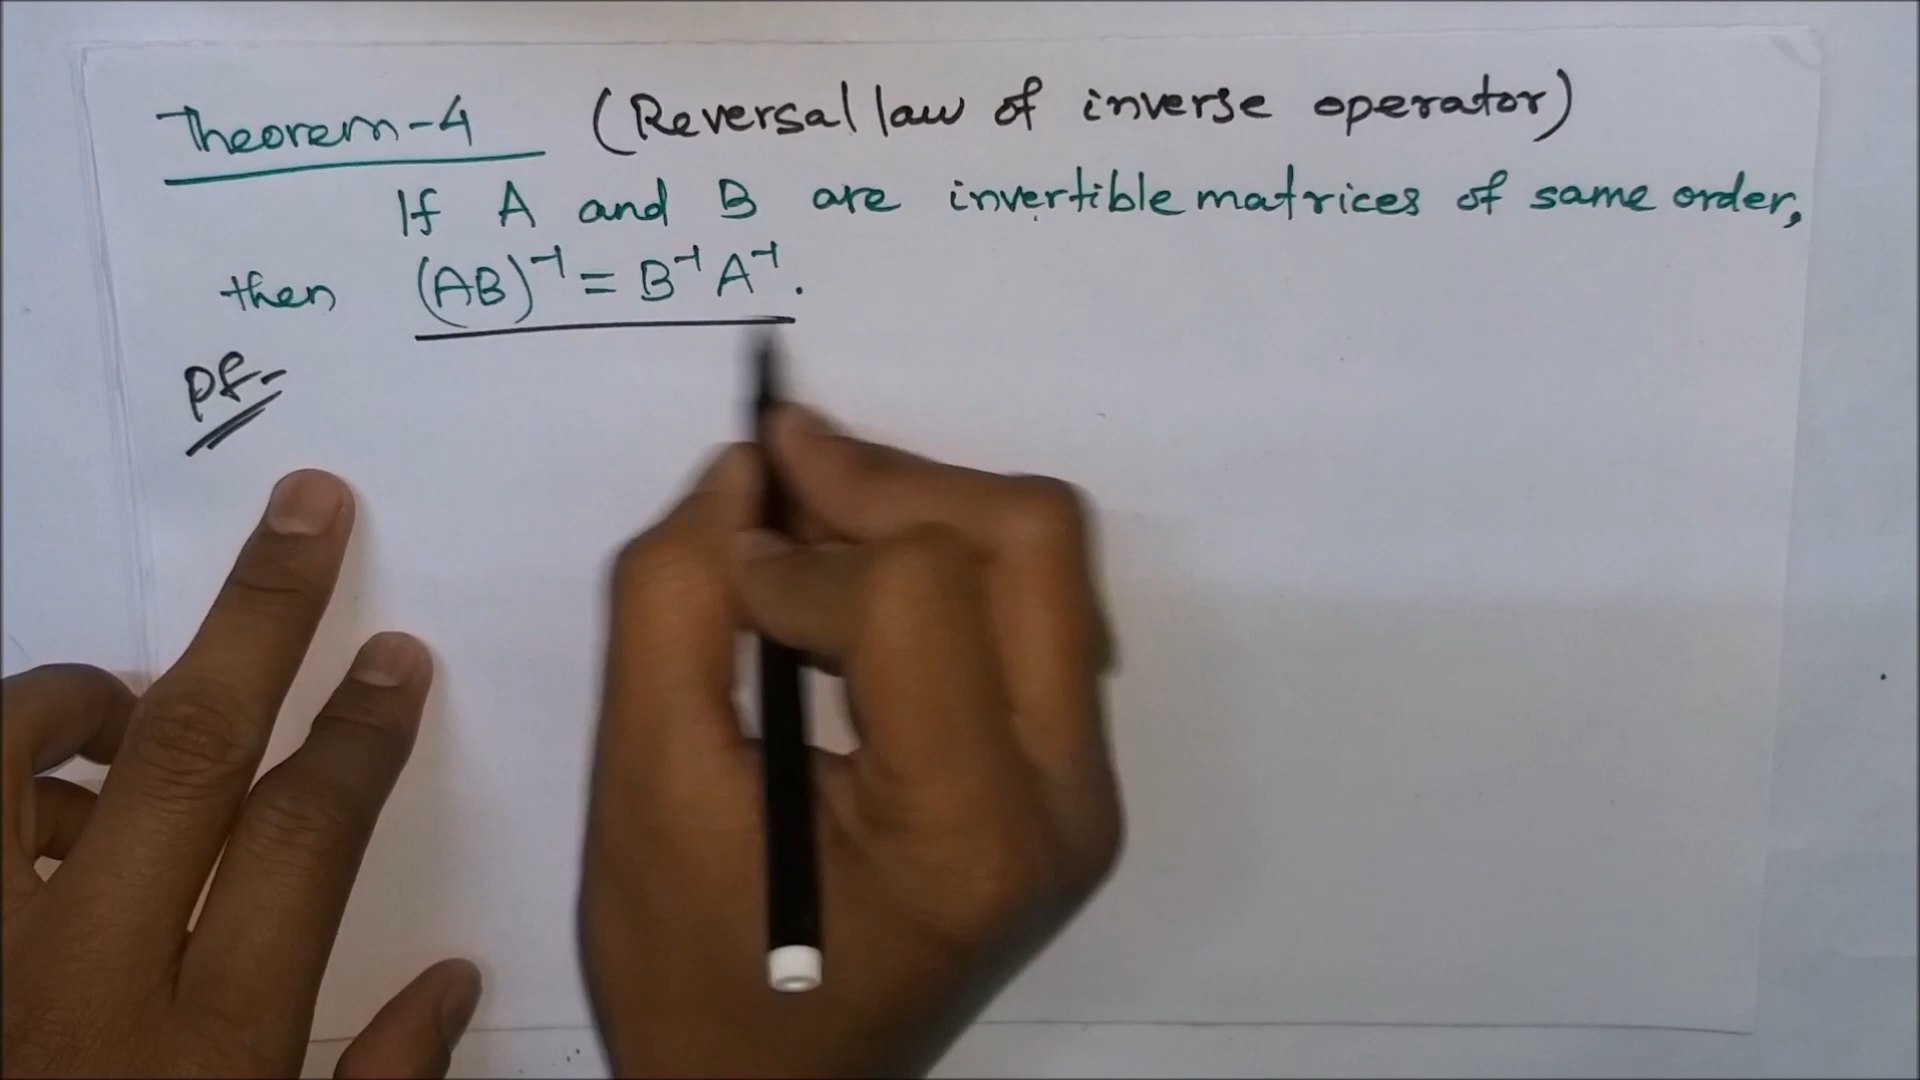 Theorem-4 (Reversal law of inverse operator)
If A and B are invertible matrices of same order,
then (AB)⁻¹ = B⁻¹ A⁻¹.
Pf-